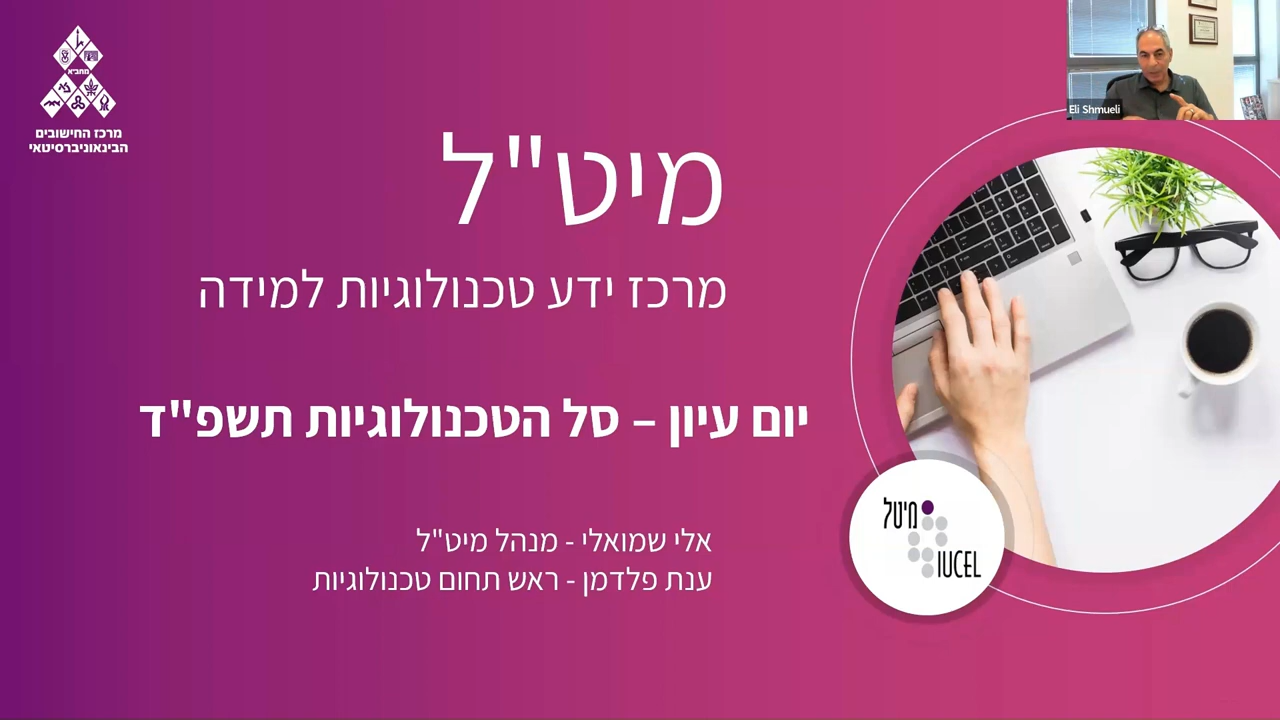 מחב"א
מרכז החישובים
הבינאוניברסיטאי
Eli Shmueli
מיט"ל
מרכז ידע טכנולוגיות למידה
יום עיון – סל הטכנולוגיות תשפ"ד
אלי שמואלי - מנהל מיט"ל
ענת פלדמן - ראש תחום טכנולוגיות
מיטל
IUCEL